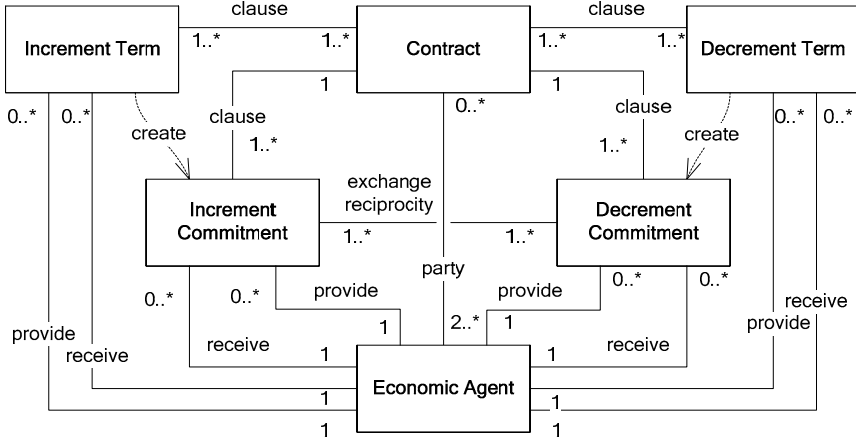 clause
clause
Increment Term
Contract
Decrement Term
1..*
1..*
1..*
1..*
1
1
0..*
0..*
0..*
0..*
0..*
clause
clause
create
create
1..*
1..*
Increment
Commitment
exchange
reciprocity
Decrement
Commitment
1..*
1..*
party
0..*
0..*
0..*
0..*
provide
provide
receive
provide
receive
provide
receive
1
2..*
1
receive
receive
1
1
Economic Agent
1
1
1
1